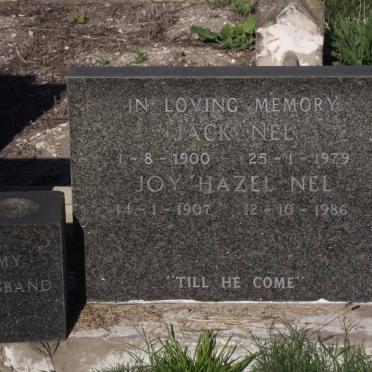 IN LOVING MEMORY
JACK NEL
1-8-1900 25-1-1979
JOY HAZEL NEL
14-1-1907 12-10-1986
"TILL HE COME"
MY
SBAND